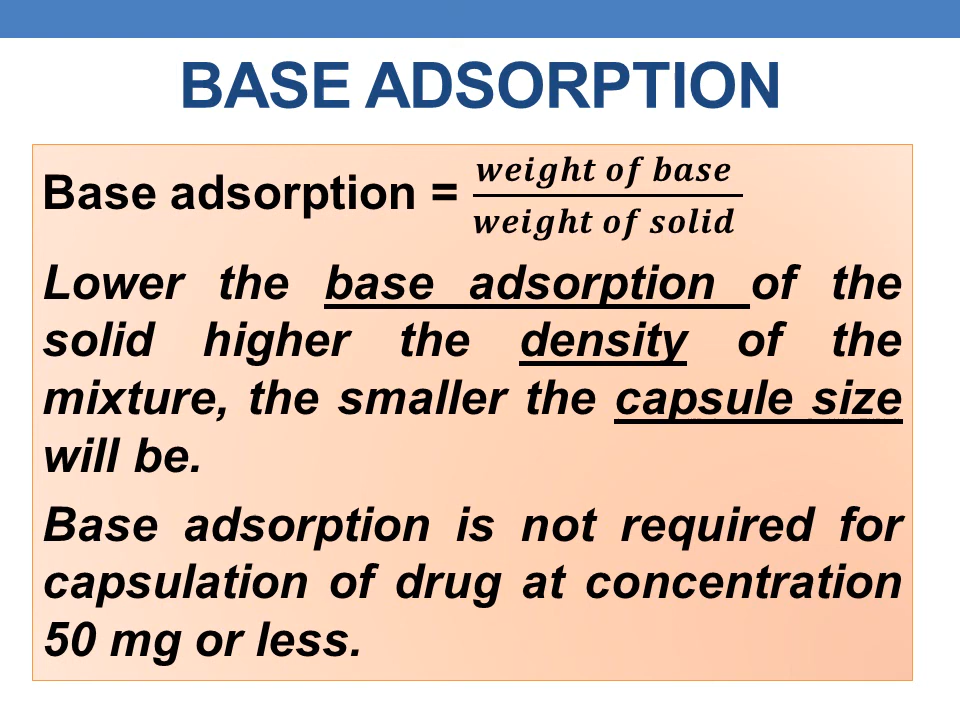 BASE ADSORPTION
Base adsorption = weight of base / weight of solid
Lower the base adsorption of the
solid higher the density of the
mixture, the smaller the capsule size
will be.
Base adsorption is not required for
capsulation of drug at concentration
50 mg or less.